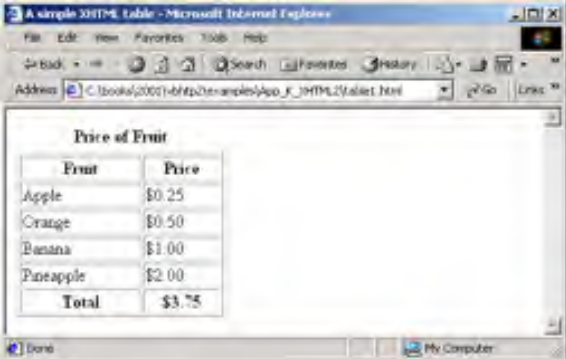 A simple XHTML table - Microsoft Internet Explorer
File Edit View Favorites Tools Help
Back Search Favorites History
Address C:\books\2001\vbhtp2\examples\App_K_XHTML2\table1.html Go Links
Price of Fruit
Fruit Price
Apple $0.25
Orange $0.50
Banana $1.00
Pineapple $2.00
Total $3.75
Done My Computer